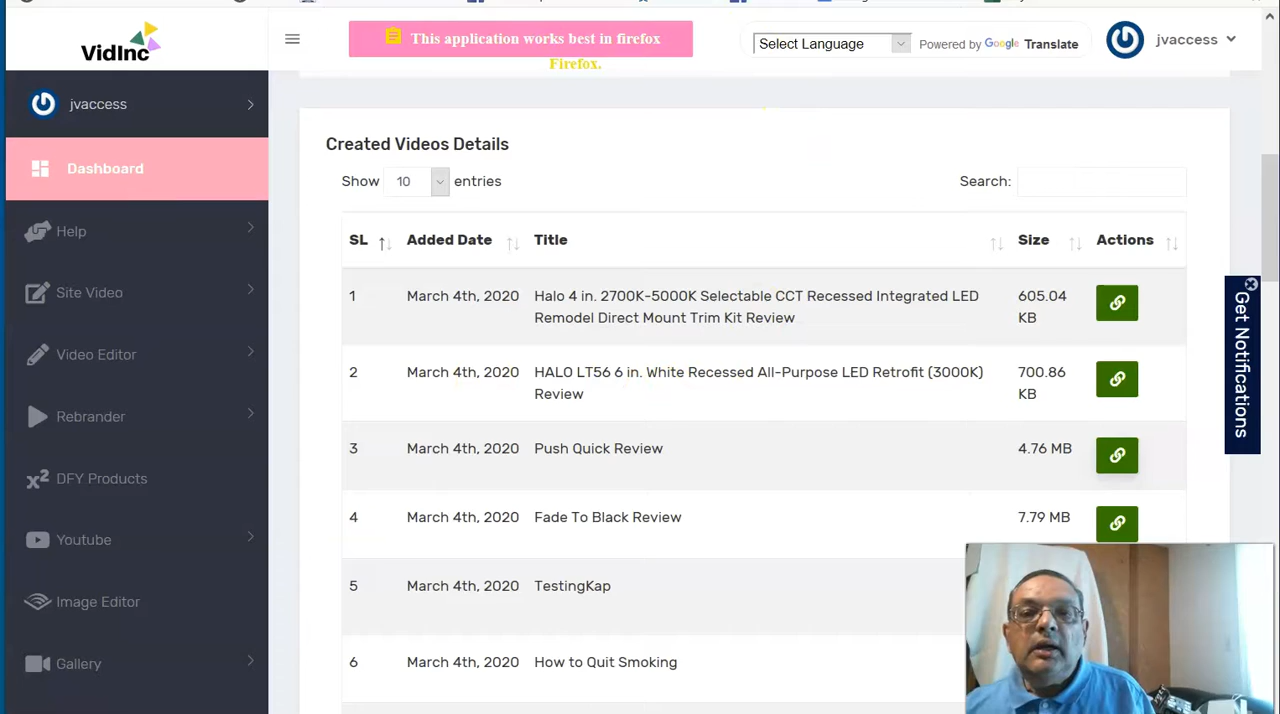 VidInc
This application works best in firefox
Firefox.
Select Language
Powered by Google Translate
jvaccess
jvaccess
Dashboard
Help
Site Video
Video Editor
Rebrander
DFY Products
Youtube
Image Editor
Gallery
Created Videos Details
Show 10 entries
Search:
SL Added Date Title Size Actions
1 March 4th, 2020 Halo 4 in. 2700K-5000K Selectable CCT Recessed Integrated LED 605.04
Remodel Direct Mount Trim Kit Review KB
2 March 4th, 2020 HALO LT56 6 in. White Recessed All-Purpose LED Retrofit (3000K) 700.86
Review KB
3 March 4th, 2020 Push Quick Review 4.76 MB
4 March 4th, 2020 Fade To Black Review 7.79 MB
5 March 4th, 2020 TestingKap
6 March 4th, 2020 How to Quit Smoking
Get Notifications